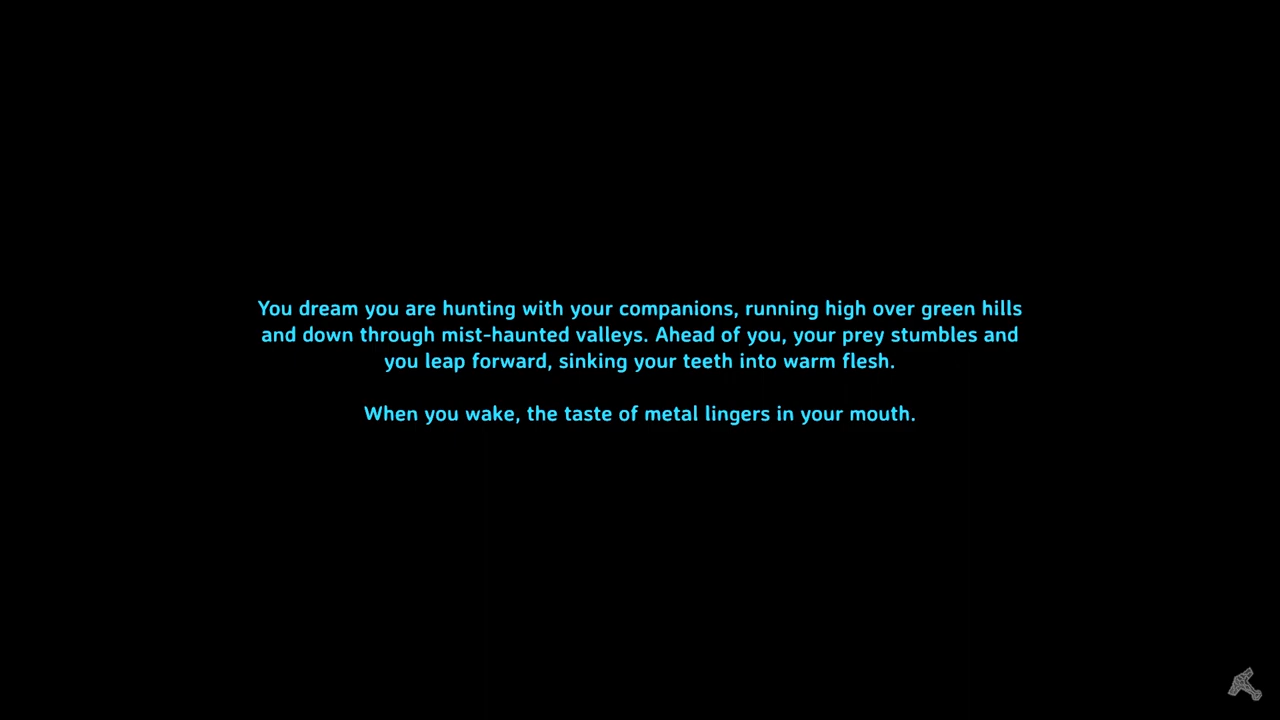 You dream you are hunting with your companions, running high over green hills
and down through mist-haunted valleys. Ahead of you, your prey stumbles and
you leap forward, sinking your teeth into warm flesh.
When you wake, the taste of metal lingers in your mouth.